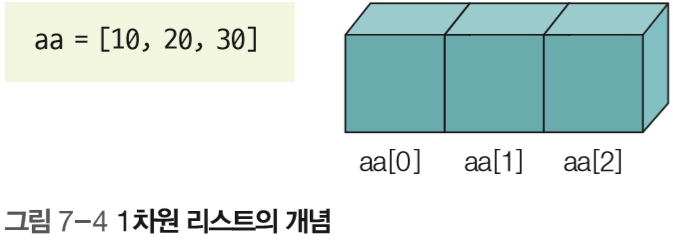 aa = [10, 20, 30]
aa[0] aa[1] aa[2]
그림 7-4 1차원 리스트의 개념